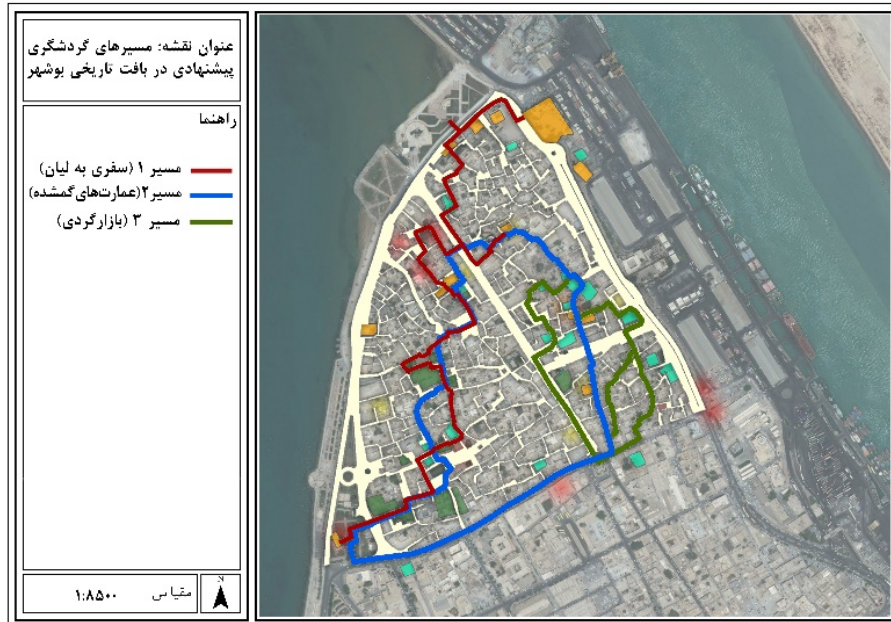 عنوان نقشه: مسیرهای گردشگری
پیشنهادی در بافت تاریخی بوشهر
راهنما
مسیر ۱ (سفری به لیان)
مسیر۲(عمارت‌های‌گمشده)
مسیر ۳ (بازارگردی)
مقیاس ۱:۸۵۰۰
N